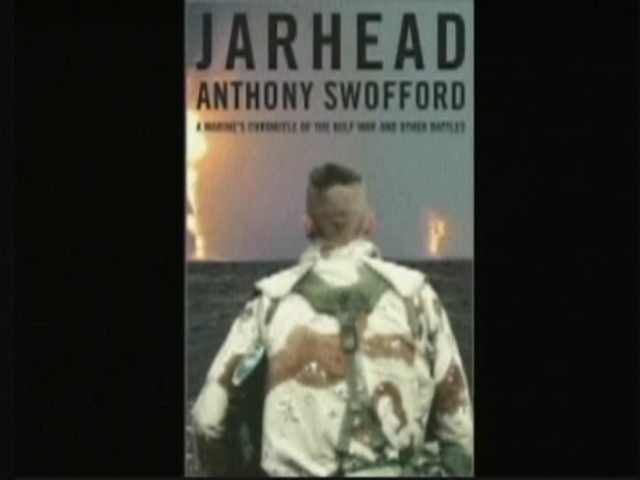 JARHEAD
ANTHONY SWOFFORD
A MARINE'S CHRONICLE OF THE GULF WAR AND OTHER BATTLES